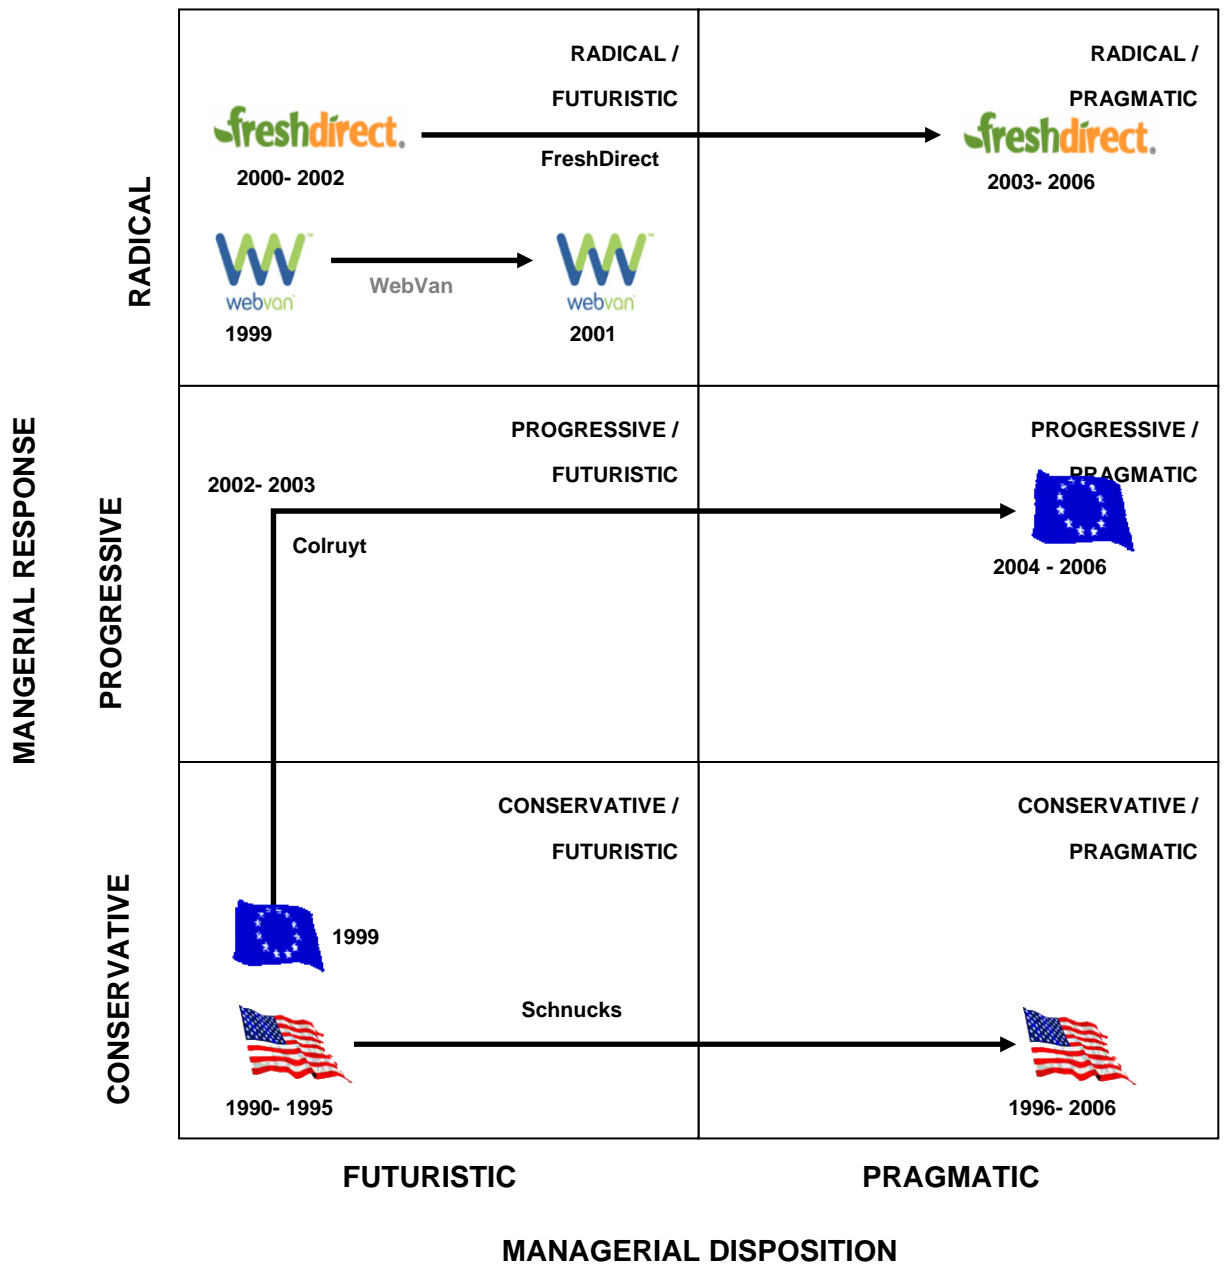 RADICAL /
FUTURISTIC
RADICAL /
PRAGMATIC
freshdirect.
FreshDirect
freshdirect.®
2000- 2002
2003- 2006
webvan™
WebVan
webvan™
1999
2001
PROGRESSIVE /
FUTURISTIC
PROGRESSIVE /
PRAGMATIC
2002- 2003
Colruyt
2004 - 2006
CONSERVATIVE /
FUTURISTIC
CONSERVATIVE /
PRAGMATIC
1999
Schnucks
1990- 1995
1996- 2006
MANGERIAL RESPONSE
RADICAL
PROGRESSIVE
CONSERVATIVE
FUTURISTIC
PRAGMATIC
MANAGERIAL DISPOSITION